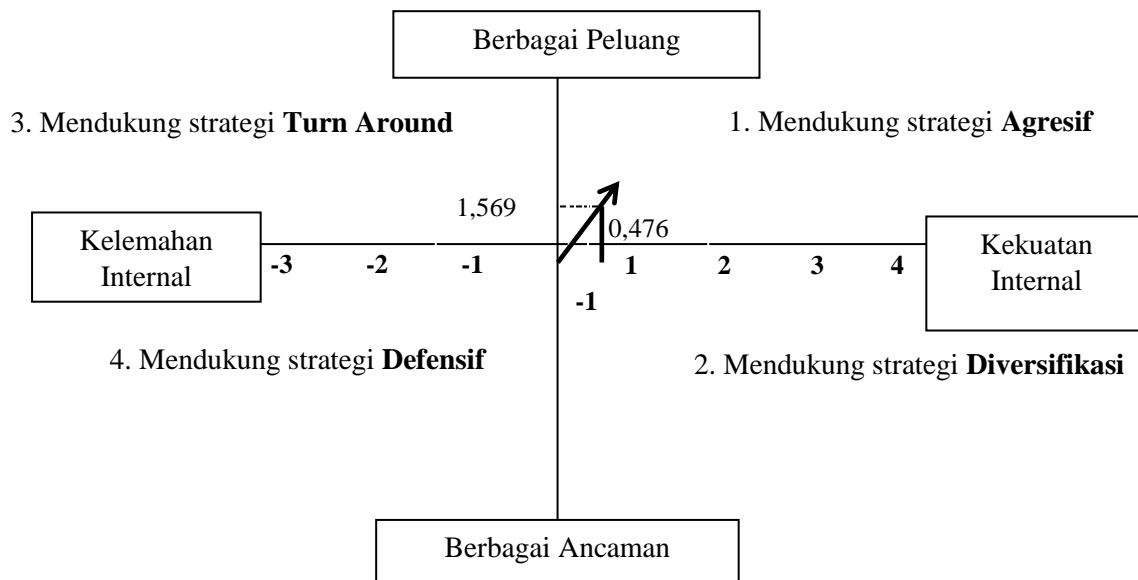 Berbagai Peluang
3. Mendukung strategi Turn Around
1. Mendukung strategi Agresif
1,569
0,476
Kelemahan
Internal
-3 -2 -1 1 2 3 4
Kekuatan
Internal
-1
4. Mendukung strategi Defensif
2. Mendukung strategi Diversifikasi
Berbagai Ancaman